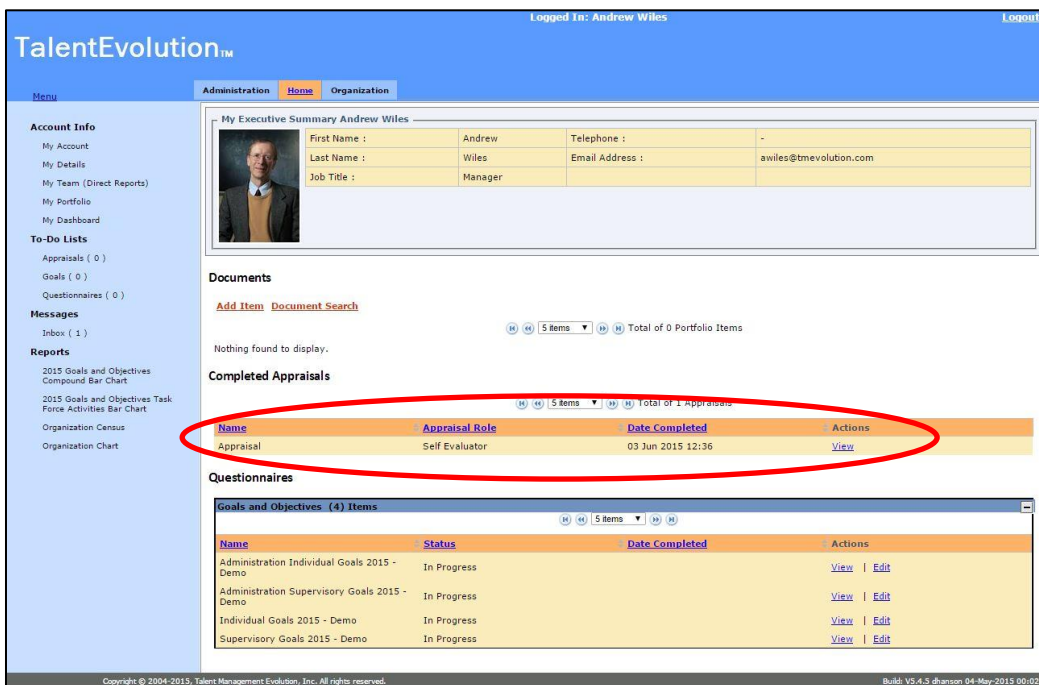 Logged In: Andrew Wiles
Logout
TalentEvolution TM
Menu
Administration Home Organization
Account Info
My Account
My Details
My Team (Direct Reports)
My Portfolio
My Dashboard
To-Do Lists
Appraisals ( 0 )
Goals ( 0 )
Questionnaires ( 0 )
Messages
Inbox ( 1 )
Reports
2015 Goals and Objectives
Compound Bar Chart
2015 Goals and Objectives Task
Force Activities Bar Chart
Organization Census
Organization Chart
My Executive Summary Andrew Wiles
First Name : Andrew Telephone : -
Last Name : Wiles Email Address : awiles@tmevolution.com
Job Title : Manager
Documents
Add Item Document Search
5 items Total of 0 Portfolio Items
Nothing found to display.
Completed Appraisals
5 items Total of 1 Appraisals
Name Appraisal Role Date Completed Actions
Appraisal Self Evaluator 03 Jun 2015 12:36 View
Questionnaires
Goals and Objectives (4) Items
5 items
Name Status Date Completed Actions
Administration Individual Goals 2015 -
Demo In Progress View | Edit
Administration Supervisory Goals 2015 -
Demo In Progress View | Edit
Individual Goals 2015 - Demo In Progress View | Edit
Supervisory Goals 2015 - Demo In Progress View | Edit
Copyright © 2004-2015, Talent Management Evolution, Inc. All rights reserved.
Build: V5.4.5 dhanson 04-May-2015 00:02